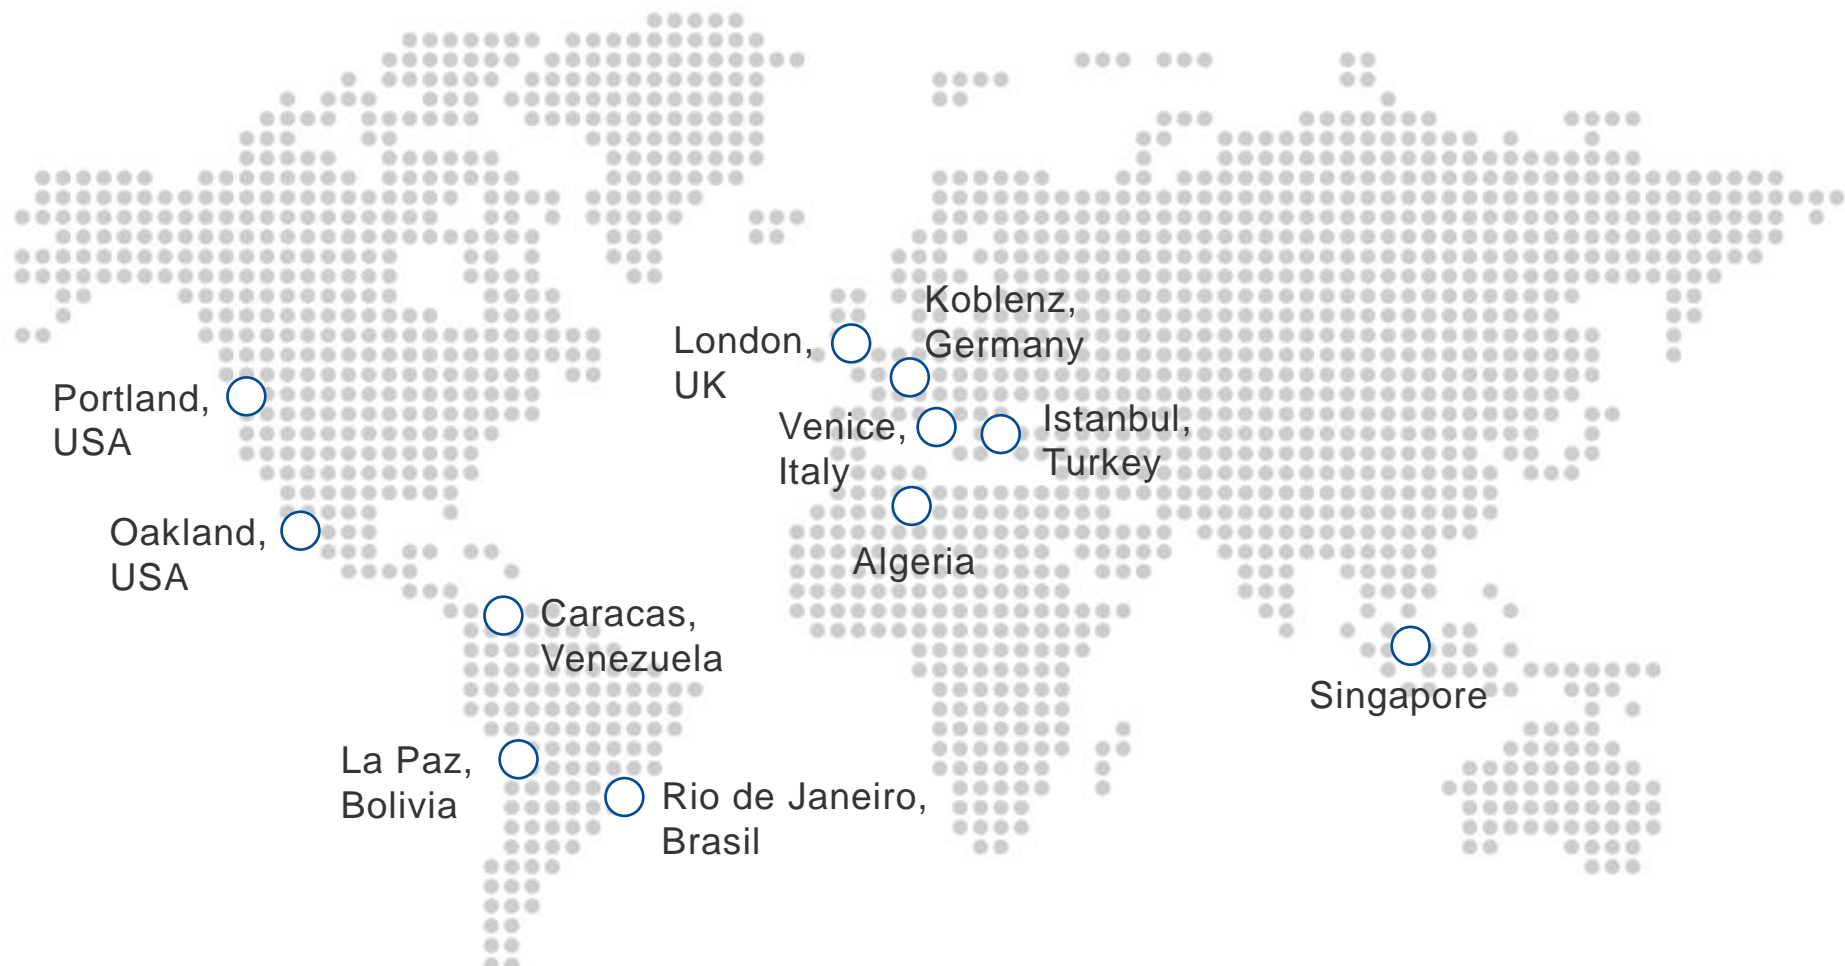 Koblenz,
Germany
London,
UK
Portland,
USA
Venice,
Italy
Istanbul,
Turkey
Oakland,
USA
Algeria
Caracas,
Venezuela
Singapore
La Paz,
Bolivia
Rio de Janeiro,
Brasil